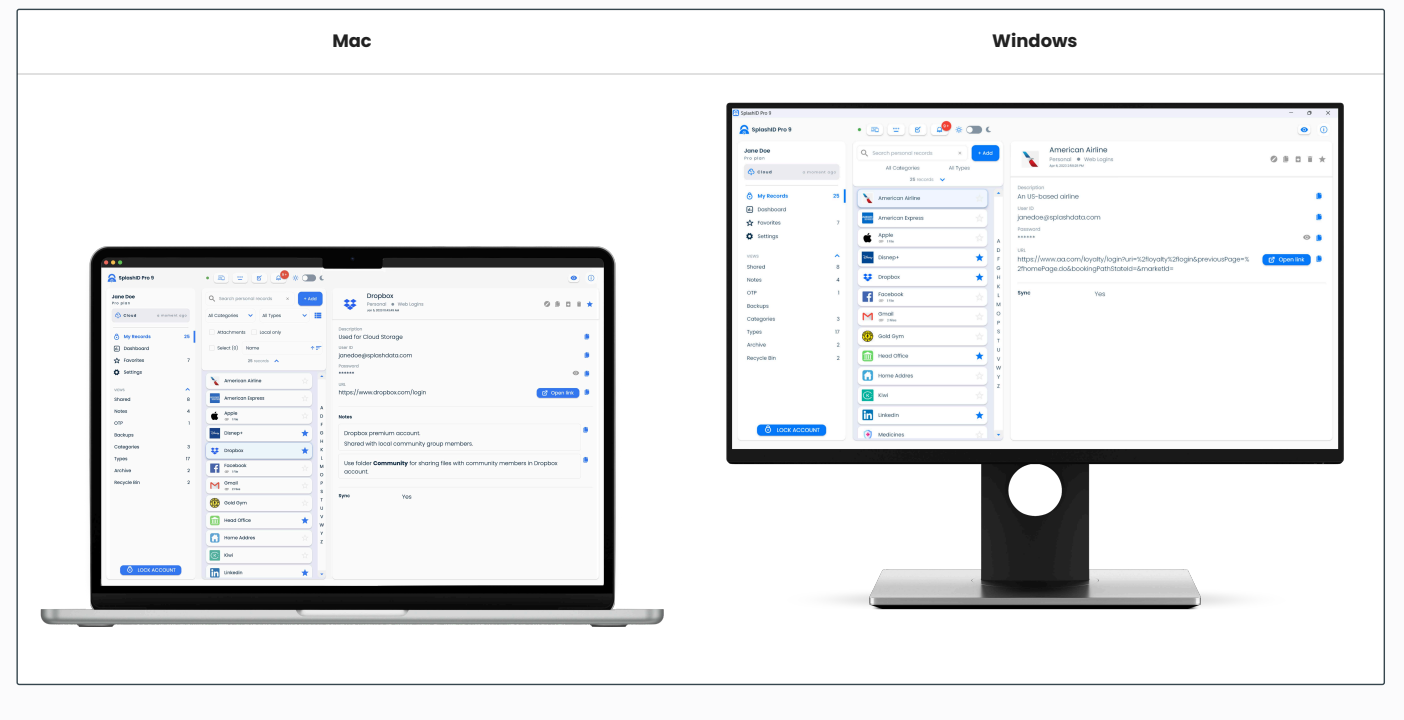 Mac
Windows
SplashID Pro 9
9+
Jane Doe
Pro plan
Cloud a moment ago
My Records 25
Dashboard
Favorites 7
Settings
VIEWS
Shared 8
Notes 4
OTP 1
Backups
Categories 3
Types 17
Archive 2
Recycle Bin 2
LOCK ACCOUNT
Search personal records × + Add
All Categories All Types
Attachments Local only
Select (0) Name
25 records
American Airline
American Express
Apple
Disnep+
Dropbox
Facebook
Gmail
Gold Gym
Head Office
Home Addres
Kiwi
Linkedin
A
D
F
G
H
K
L
M
O
P
S
T
U
V
W
Y
Z
Dropbox
Personal Web Logins
Description
Used for Cloud Storage
User ID
janedoe@splashdata.com
Password
******
URL
https://www.dropbox.com/login
Open link
Notes
Dropbox premium account.
Shared with local community group members.
Use folder Community for sharing files with community members in Dropbox
account.
Sync Yes
SplashID Pro 9
SplashID Pro 9
9+
Jane Doe
Pro plan
Cloud a moment ago
My Records 25
Dashboard
Favorites 7
Settings
VIEWS
Shared 8
Notes 4
OTP 1
Backups
Categories 3
Types 17
Archive 2
Recycle Bin 2
LOCK ACCOUNT
Search personal records × + Add
All Categories All Types
25 records
American Airline
American Express
Apple
Disnep+
Dropbox
Facebook
Gmail
Gold Gym
Head Office
Home Addres
Kiwi
Linkedin
Medicines
A
D
F
G
H
K
L
M
O
P
S
T
U
V
W
Y
Z
American Airline
Personal Web Logins
Description
An US-based airline
User ID
janedoe@splashdata.com
Password
******
URL
https://www.aa.com/loyalty/login?uri=%2floyalty%2flogin&previousPage=%
2fhomePage.do&bookingPathStateId=&marketId=
Open link
Sync Yes